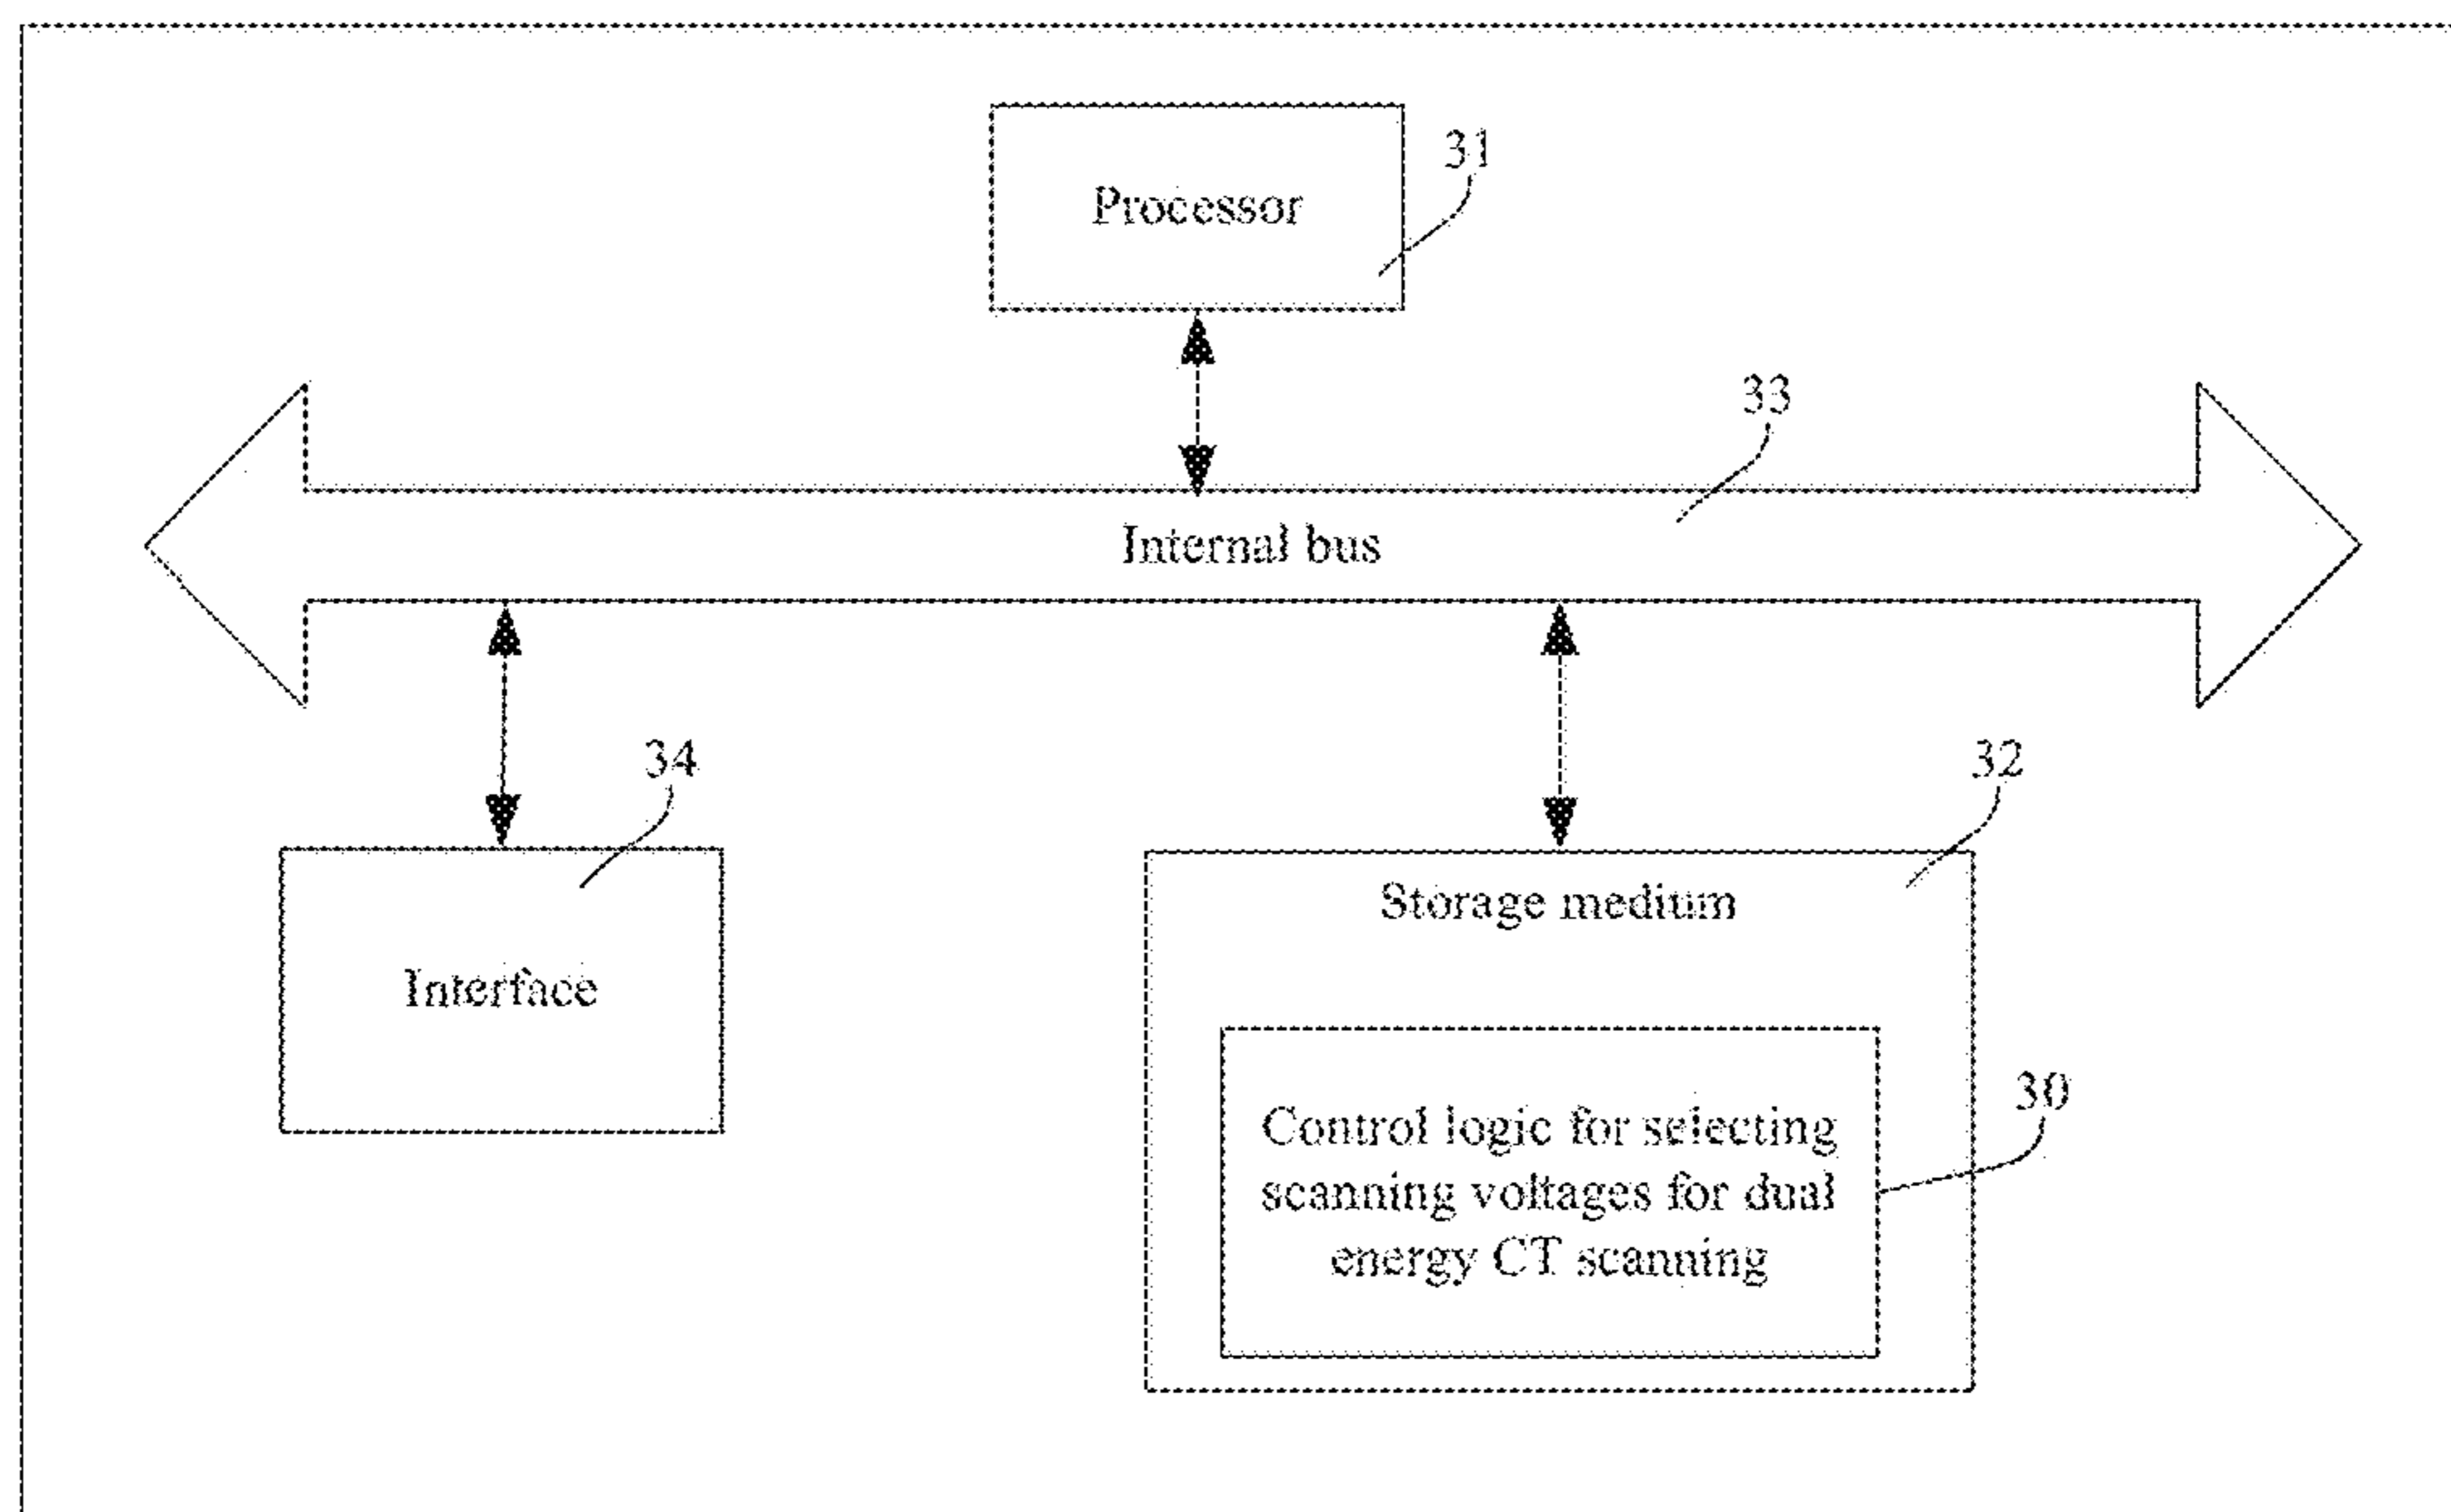 31
Processor
33
Internal bus
34
32
Storage medium
Interface
30
Control logic for selecting
scanning voltages for dual
energy CT scanning